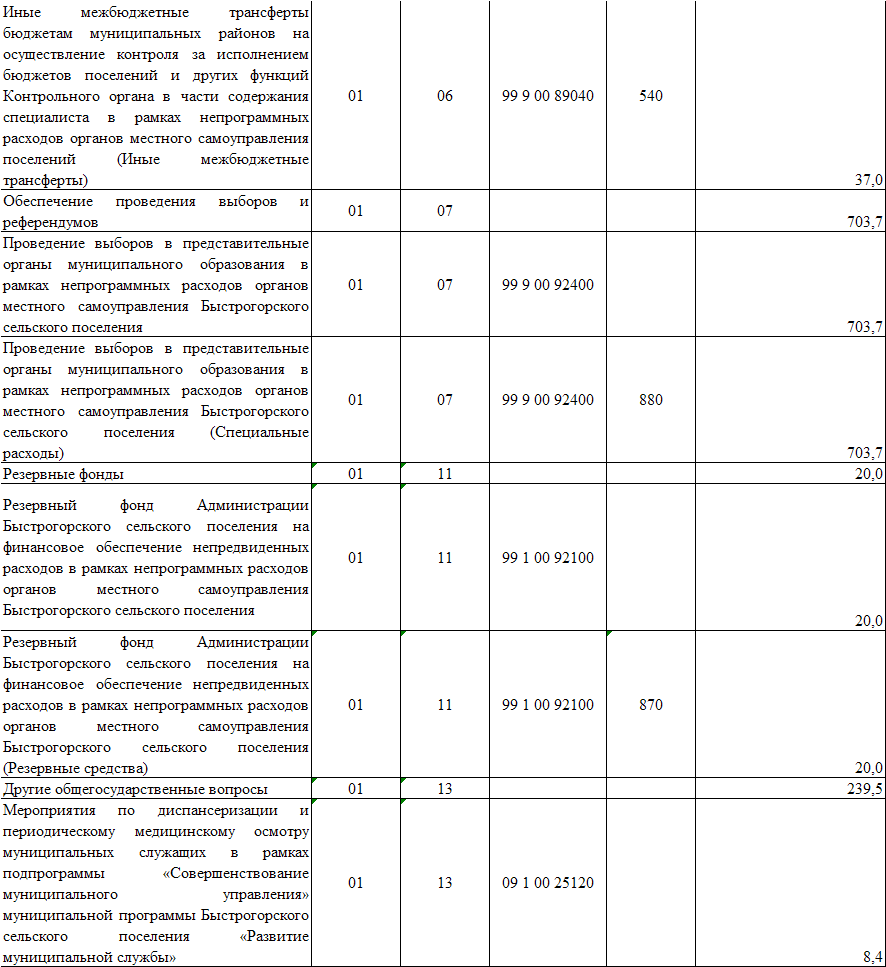 Иные межбюджетные трансферты
бюджетам муниципальных районов на
осуществление контроля за исполнением
бюджетов поселений и других функций
Контрольного органа в части содержания
специалиста в рамках непрограммных
расходов органов местного самоуправления
поселений (Иные межбюджетные
трансферты)
01 06 99 9 00 89040 540 37,0
Обеспечение проведения выборов и
референдумов
01 07 703,7
Проведение выборов в представительные
органы муниципального образования в
рамках непрограммных расходов органов
местного самоуправления Быстрогорского
сельского поселения
01 07 99 9 00 92400 703,7
Проведение выборов в представительные
органы муниципального образования в
рамках непрограммных расходов органов
местного самоуправления Быстрогорского
сельского поселения (Специальные
расходы)
01 07 99 9 00 92400 880 703,7
Резервные фонды 01 11 20,0
Резервный фонд Администрации
Быстрогорского сельского поселения на
финансовое обеспечение непредвиденных
расходов в рамках непрограммных расходов
органов местного самоуправления
Быстрогорского сельского поселения
01 11 99 1 00 92100 20,0
Резервный фонд Администрации
Быстрогорского сельского поселения на
финансовое обеспечение непредвиденных
расходов в рамках непрограммных расходов
органов местного самоуправления
Быстрогорского сельского поселения
(Резервные средства)
01 11 99 1 00 92100 870 20,0
Другие общегосударственные вопросы 01 13 239,5
Мероприятия по диспансеризации и
периодическому медицинскому осмотру
муниципальных служащих в рамках
подпрограммы «Совершенствование
муниципального управления»
муниципальной программы Быстрогорского
сельского поселения «Развитие
муниципальной службы»
01 13 09 1 00 25120 8,4